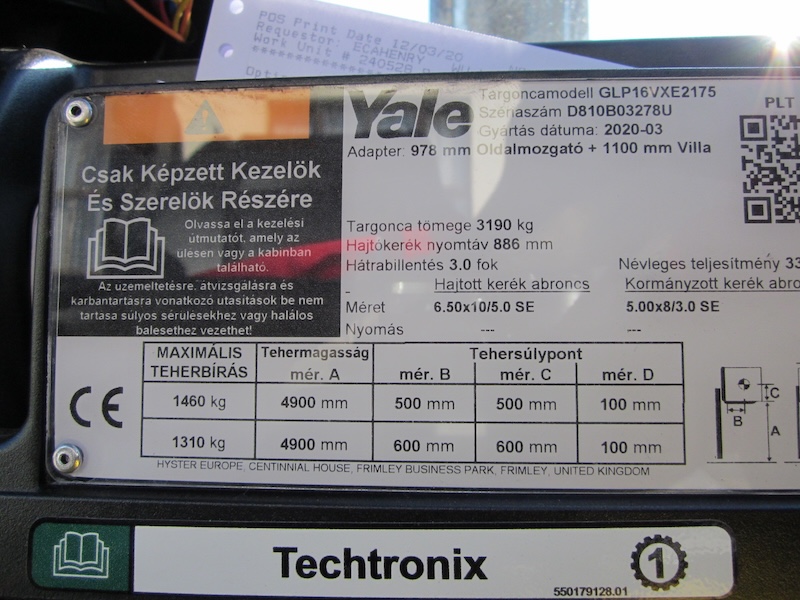 POS Print Date 12/03/20
Requestor: ECAHENRY
Work Unit # 240528
Yale
Targoncamodell GLP16VXE2175
Szériaszám D810B03278U
Gyártás dátuma: 2020-03
Adapter: 978 mm Oldalmozgató + 1100 mm Villa
PLT
Csak Képzett Kezelök
És Szerelök Részére
Olvassa el a kezelési
útmutatót, amely az
ülésen vagy a kabinban
található.
Az üzemeltetésre, átvizsgálásra és
karbantartásra vonatkozó utasítások be nem
tartása súlyos sérülésekhez vagy halálos
balesethez vezethet!
Targonca tömege 3190 kg
Hajtókerék nyomtáv 886 mm
Hátrabillentés 3.0 fok
Névleges teljesítmény 33
Hajtott kerék abroncs Kormányzott kerék abron
Méret 6.50x10/5.0 SE 5.00x8/3.0 SE
Nyomás --- ---
MAXIMÁLIS TEHERBÍRÁS Tehermagasság Tehersúlypont
mér. A mér. B mér. C mér. D
1460 kg 4900 mm 500 mm 500 mm 100 mm
1310 kg 4900 mm 600 mm 600 mm 100 mm
CE
C
B
A
HYSTER EUROPE, CENTINNIAL HOUSE, FRIMLEY BUSINESS PARK, FRIMLEY, UNITED KINGDOM
Techtronix
550179128.01
1